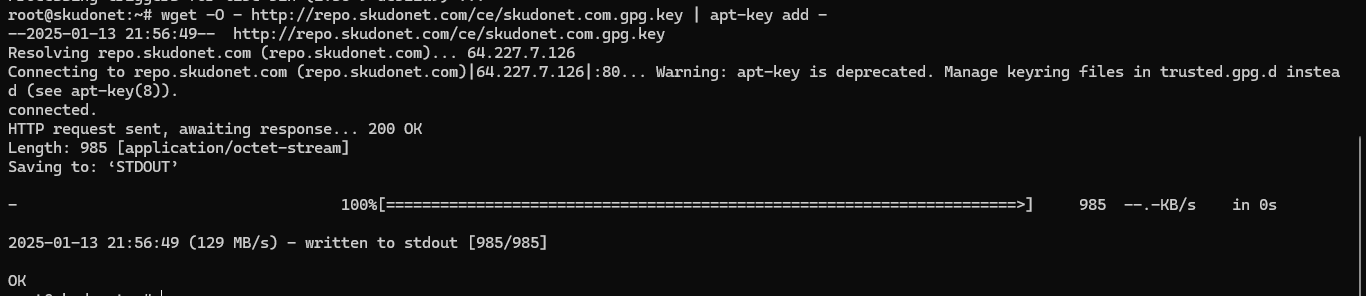 root@skudonet:~# wget -O - http://repo.skudonet.com/ce/skudonet.com.gpg.key | apt-key add -
--2025-01-13 21:56:49--  http://repo.skudonet.com/ce/skudonet.com.gpg.key
Resolving repo.skudonet.com (repo.skudonet.com)... 64.227.7.126
Connecting to repo.skudonet.com (repo.skudonet.com)|64.227.7.126|:80... Warning: apt-key is deprecated. Manage keyring files in trusted.gpg.d instea
d (see apt-key(8)).
connected.
HTTP request sent, awaiting response... 200 OK
Length: 985 [application/octet-stream]
Saving to: ‘STDOUT’
-                                    100%[======================================================================>]     985  --.-KB/s    in 0s
2025-01-13 21:56:49 (129 MB/s) - written to stdout [985/985]
OK